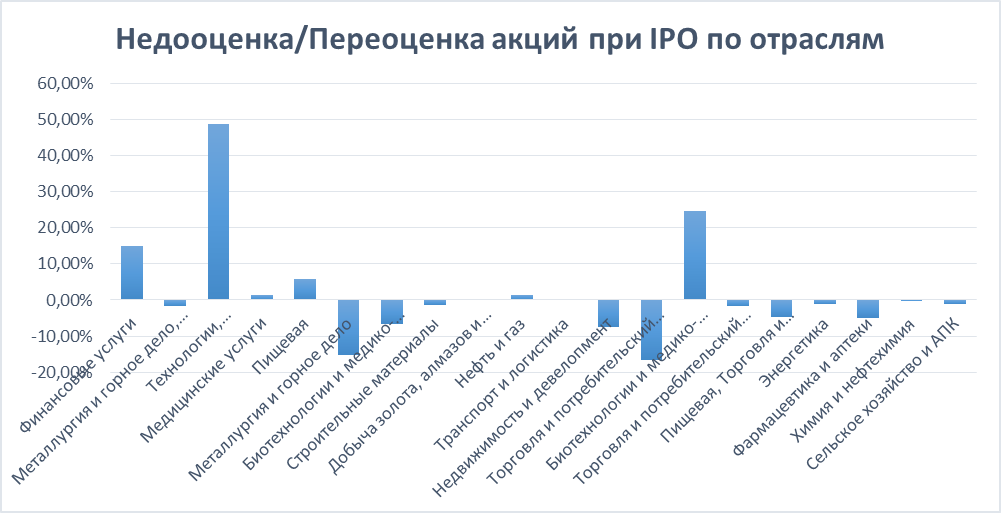 Недооценка/Переоценка акций при IPO по отраслям
60,00%
50,00%
40,00%
30,00%
20,00%
10,00%
0,00%
-10,00%
-20,00%
Финансовые услуги
Металлургия и горное дело,...
Технологии,...
Медицинские услуги
Пищевая
Металлургия и горное дело
Биотехнологии и медико-...
Строительные материалы
Добыча золота, алмазов и...
Нефть и газ
Транспорт и логистика
Недвижимость и девелопмент
Торговля и потребительский...
Биотехнологии и медико-...
Торговля и потребительский...
Пищевая, Торговля и...
Энергетика
Фармацевтика и аптеки
Химия и нефтехимия
Сельское хозяйство и АПК